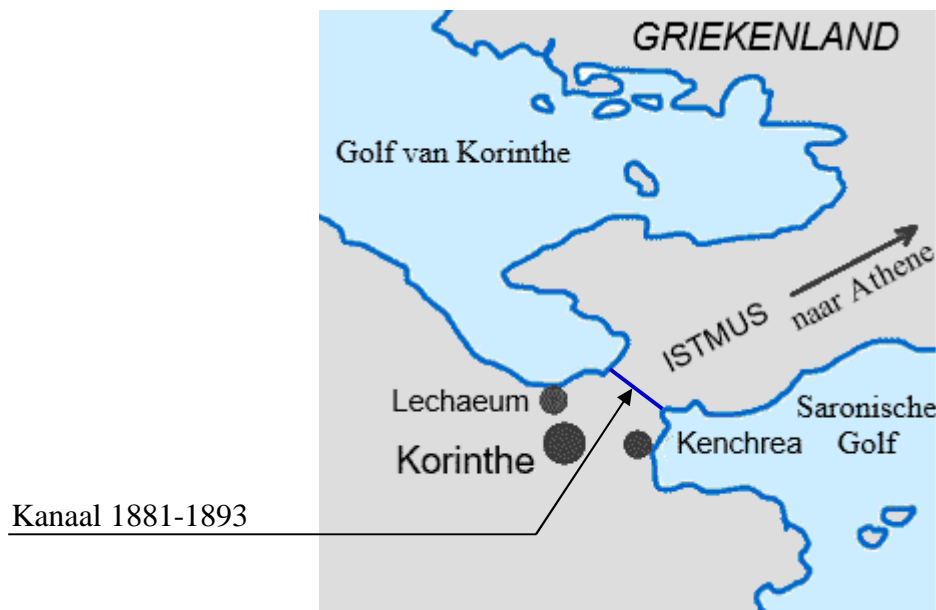 GRIEKENLAND
Golf van Korinthe
naar Athene
ISTMUS
Lechaeum
Saronische
Golf
Korinthe
Kenchrea
Kanaal 1881-1893